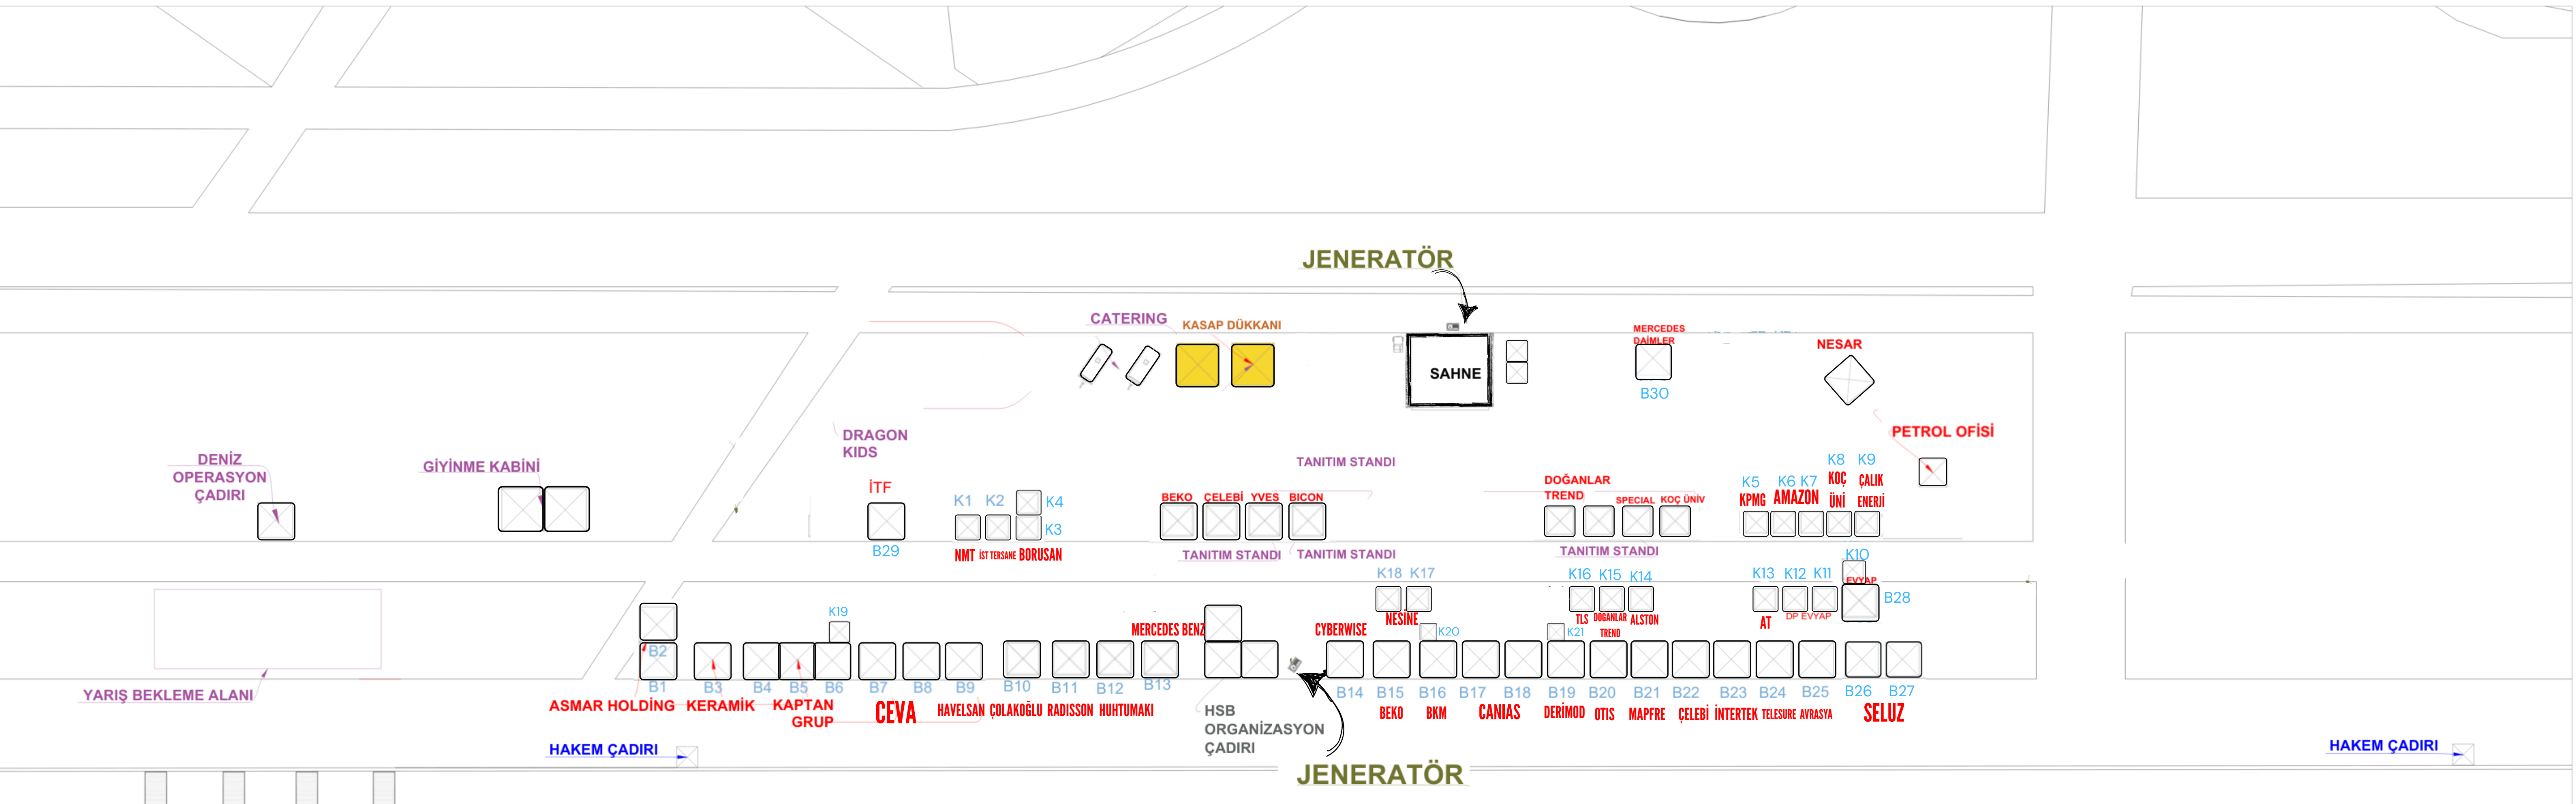 JENERATÖR
CATERING
KASAP DÜKKANI
SAHNE
MERCEDES
DAİMLER
B30
NESAR
PETROL OFİSİ
DENİZ
OPERASYON
ÇADIRI
GİYİNME KABİNİ
DRAGON
KIDS
İTF
B29
K1 K2 K4
K3
NMT İST TERSANE BORUSAN
TANITIM STANDI
BEKO ÇELEBİ YVES BICON
TANITIM STANDI TANITIM STANDI
DOĞANLAR
TREND SPECIAL KOÇ ÜNİV
TANITIM STANDI
K8 K9
K5 K6 K7
KPMG AMAZON KOÇ
ÜNİ
ÇALIK
ENERJİ
K10
EVYAP
B28
K18 K17
NESİNE
K16 K15 K14
TLS DOĞANLAR
TREND
ALSTON
K13 K12 K11
AT DP EVYAP
K19
K20
K21
MERCEDES BENZ
CYBERWISE
YARIŞ BEKLEME ALANI
B2
B1 B3 B4 B5 B6 B7 B8 B9 B10 B11 B12 B13
B14 B15 B16 B17 B18 B19 B20 B21 B22 B23 B24 B25 B26 B27
ASMAR HOLDİNG KERAMİK KAPTAN
GRUP
CEVA HAVELSAN ÇOLAKOĞLU RADISSON HUHTUMAKI
HSB
ORGANİZASYON
ÇADIRI
BEKO BKM CANIAS DERİMOD OTIS MAPFRE ÇELEBİ İNTERTEK TELESURE AVRASYA SELUZ
HAKEM ÇADIRI
HAKEM ÇADIRI
JENERATÖR